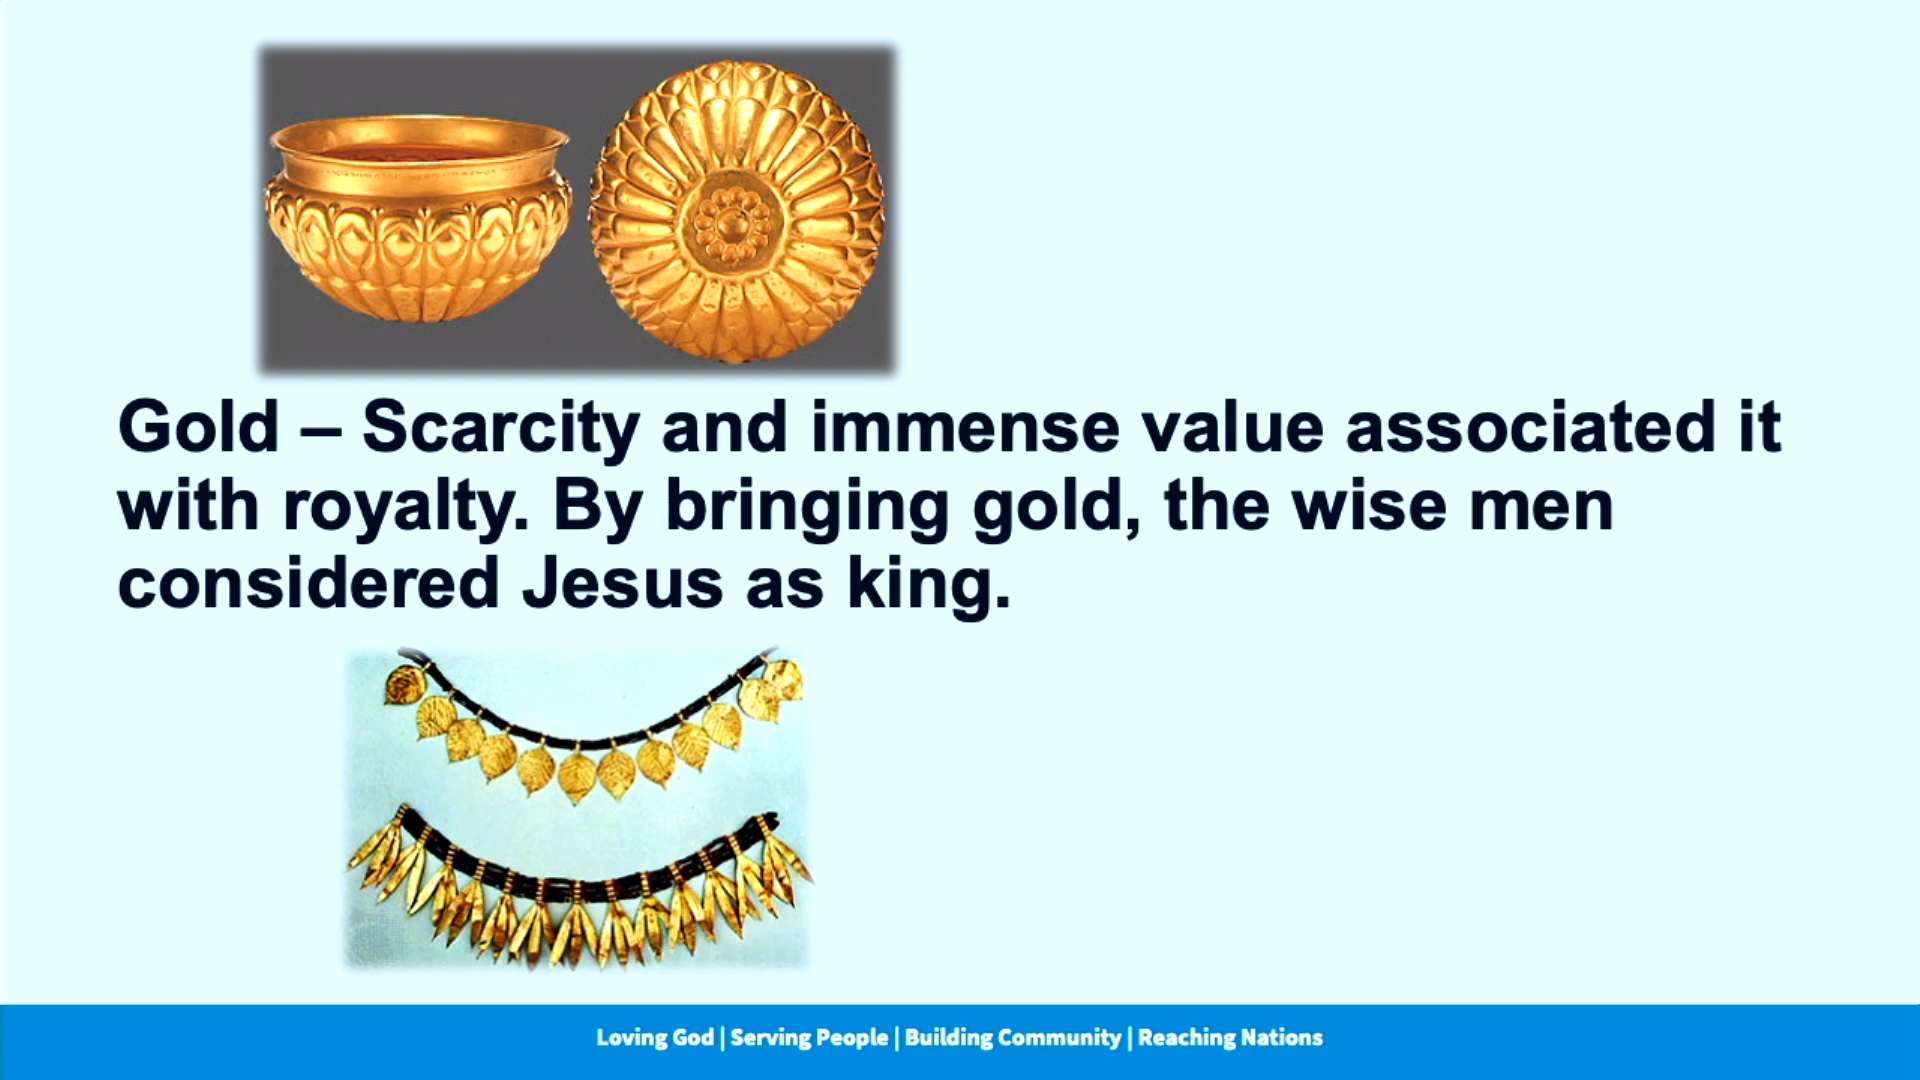 Gold – Scarcity and immense value associated it
with royalty. By bringing gold, the wise men
considered Jesus as king.
Loving God | Serving People | Building Community | Reaching Nations